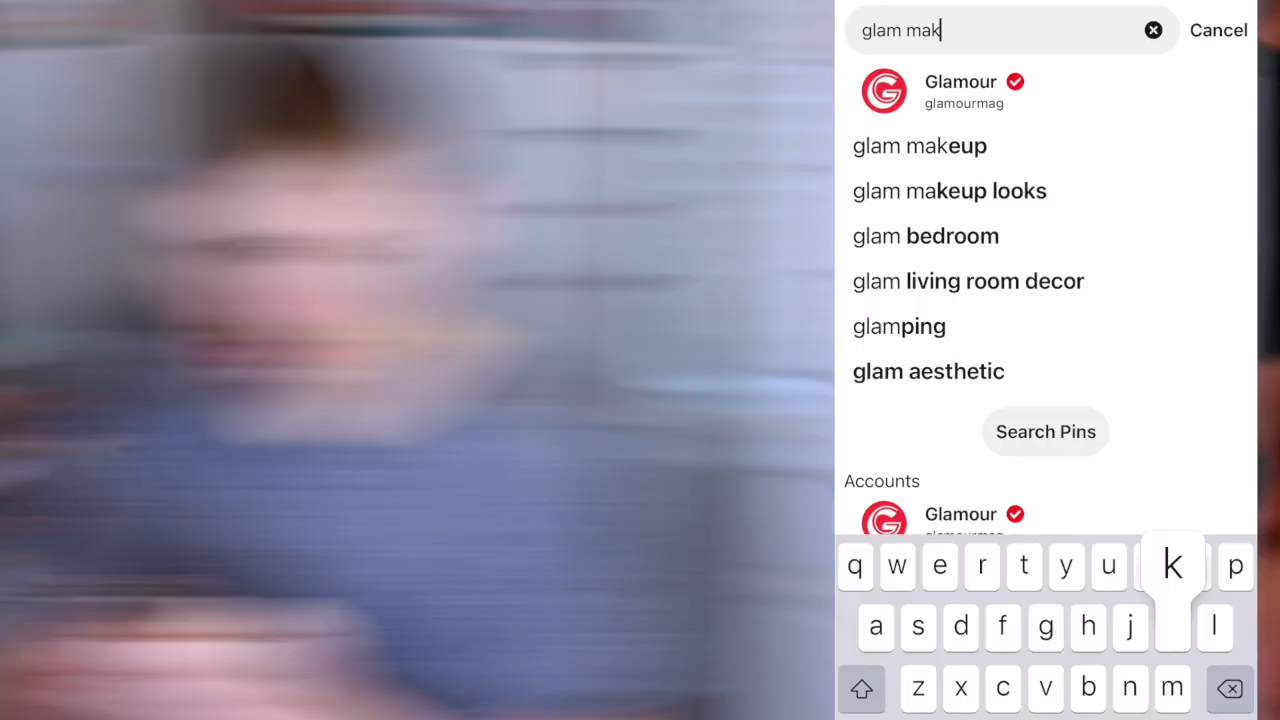 glam mak
Cancel
Glamour
glamourmag
glam makeup
glam makeup looks
glam bedroom
glam living room decor
glamping
glam aesthetic
Search Pins
Accounts
Glamour
q w e r t y u k p
a s d f g h j l
z x c v b n m